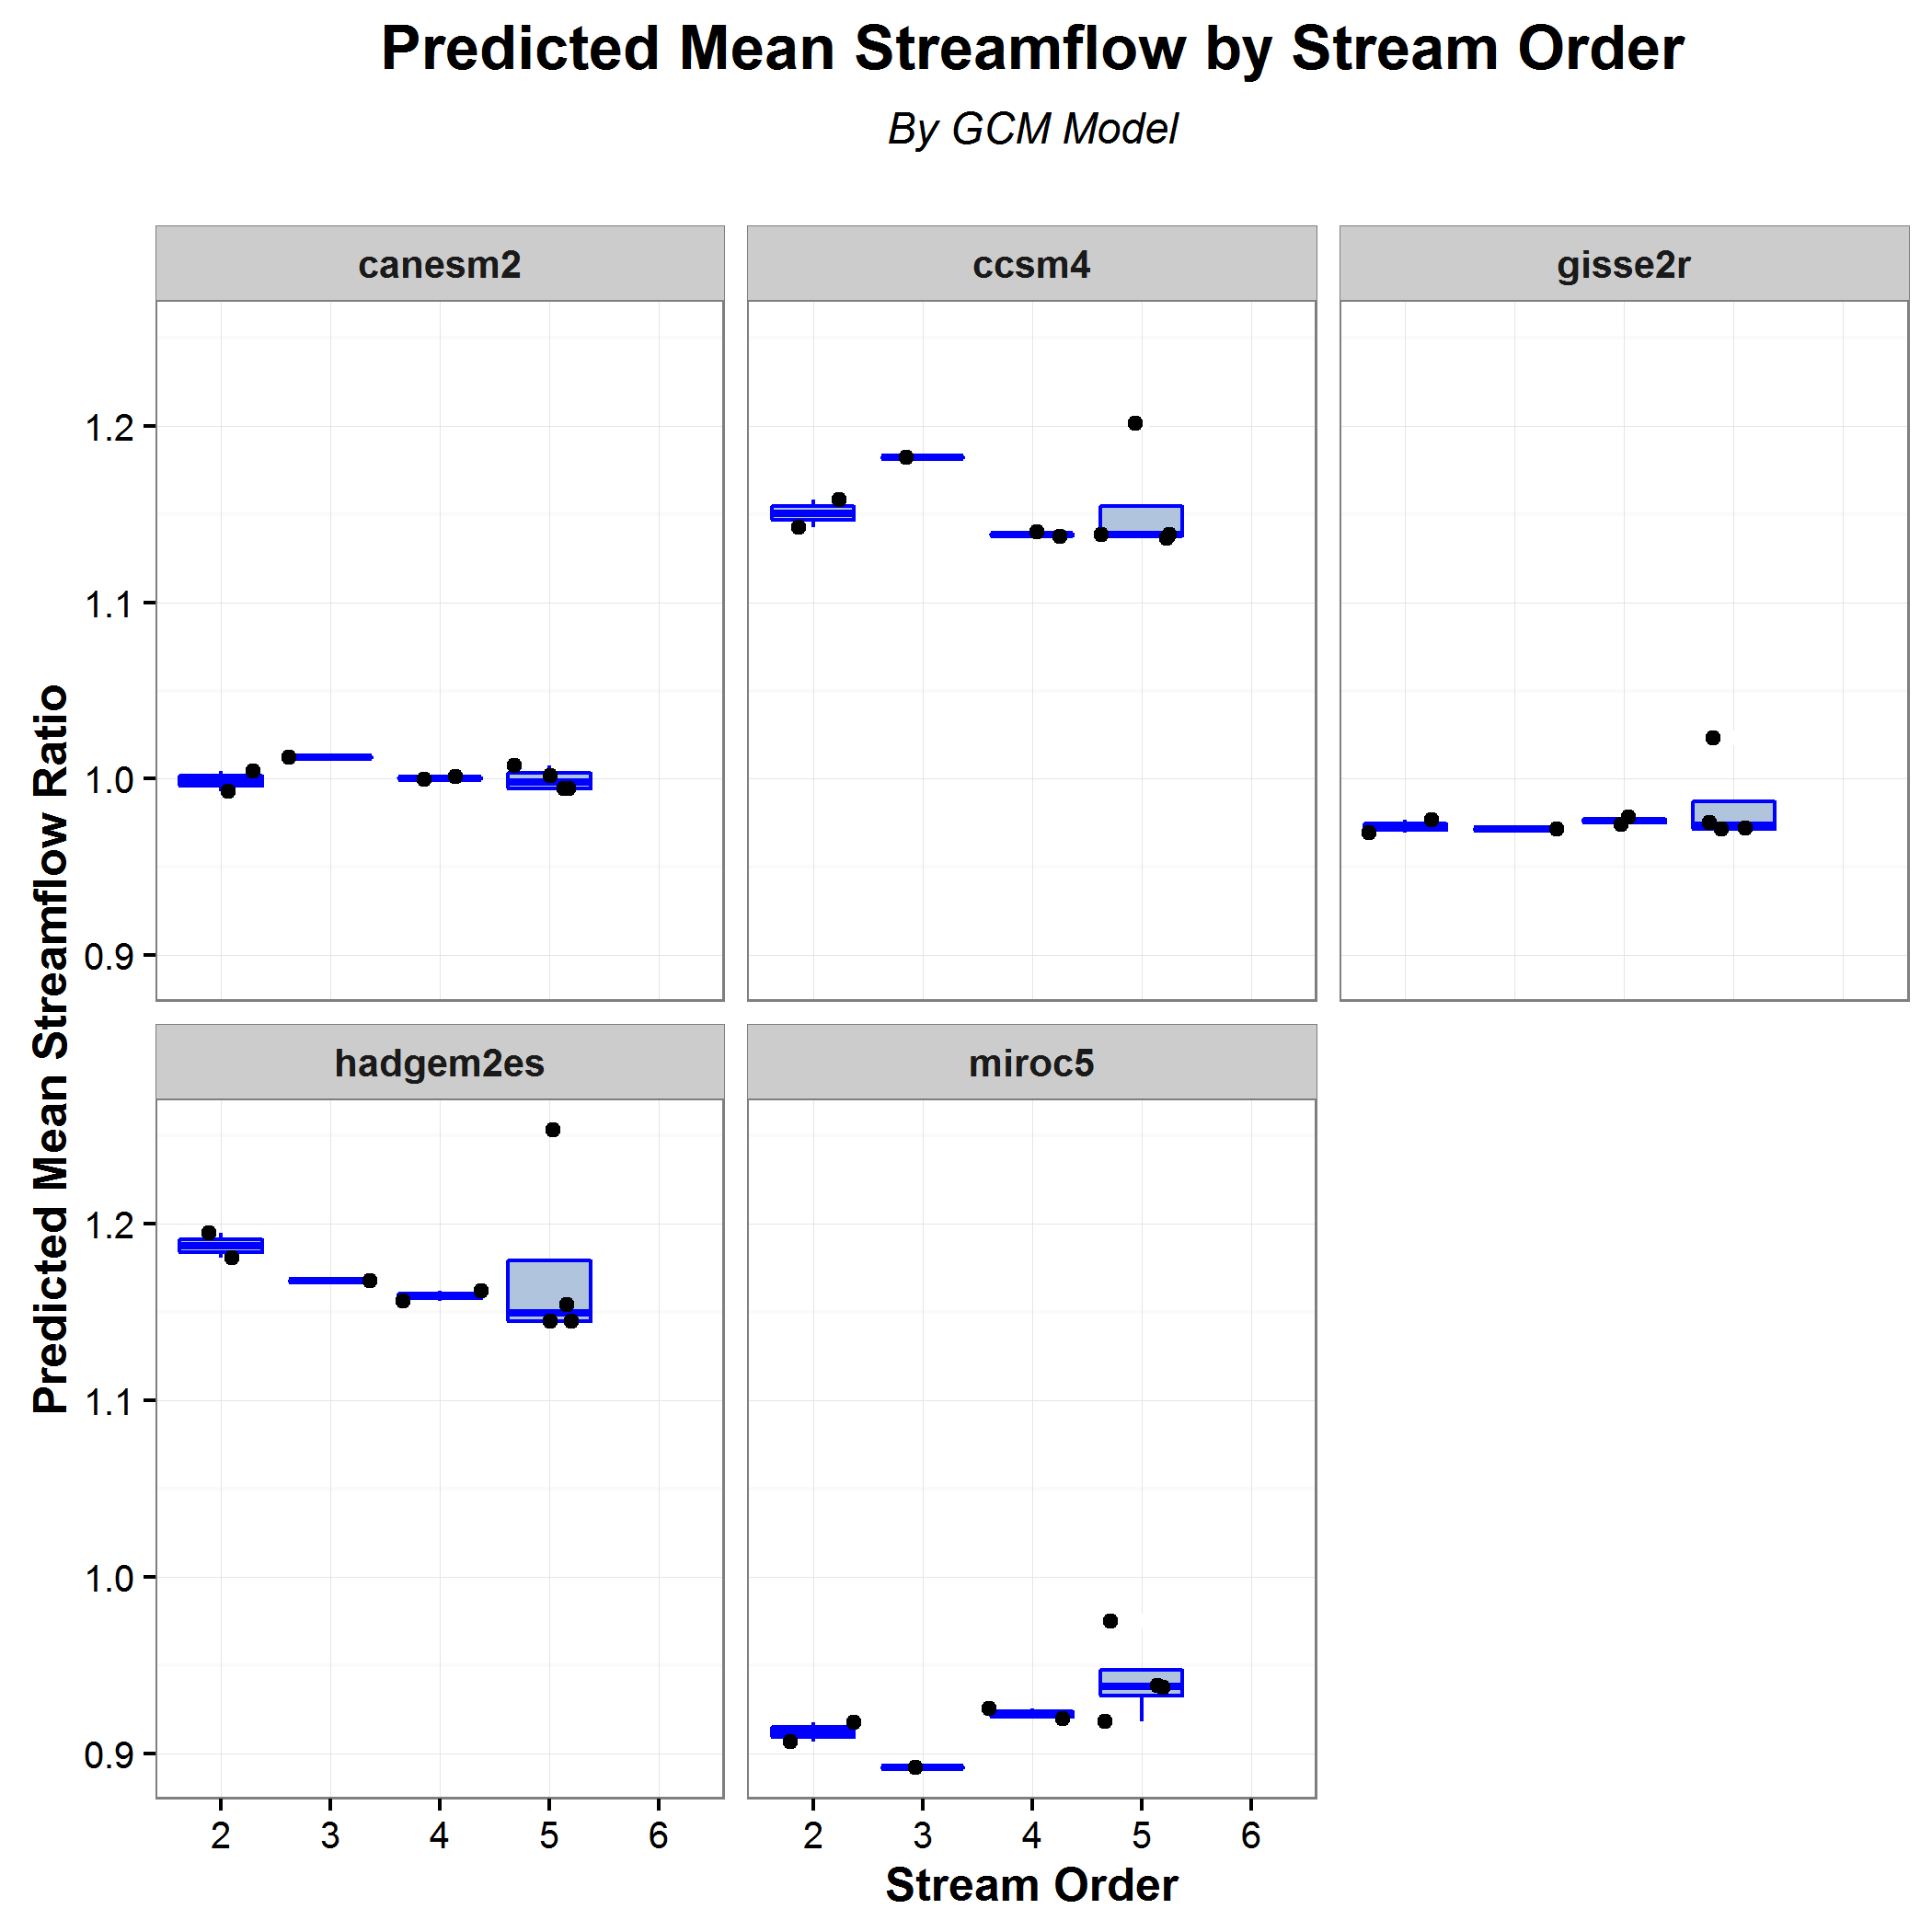 Predicted Mean Streamflow by Stream Order
By GCM Model
canesm2
ccsm4
gisse2r
1.2
1.1
1.0
0.9
Predicted Mean Streamflow Ratio
hadgem2es
miroc5
1.2
1.1
1.0
0.9
2 3 4 5 6
2 3 4 5 6
Stream Order